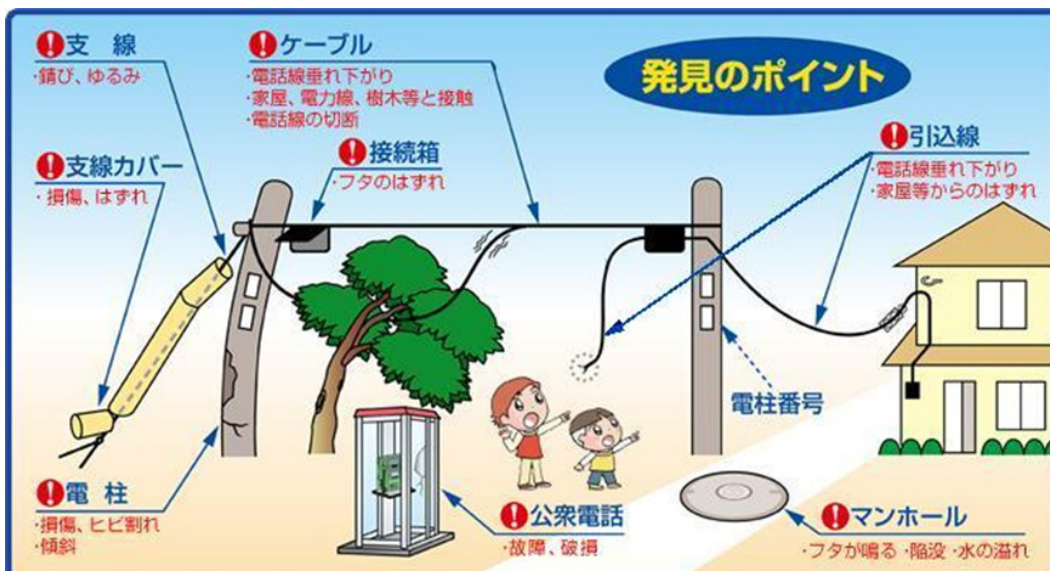 発見のポイント
!支　線
・錆び、ゆるみ
!ケーブル
・電話線垂れ下がり
・家屋、電力線、樹木等と接触
・電話線の切断
!引込線
・電話線垂れ下がり
・家屋等からのはずれ
!接続箱
・フタのはずれ
!支線カバー
・損傷、はずれ
電柱番号
!電　柱
・損傷、ヒビ割れ
・傾斜
!公衆電話
・故障、破損
!マンホール
・フタが鳴る・陥没・水の溢れ